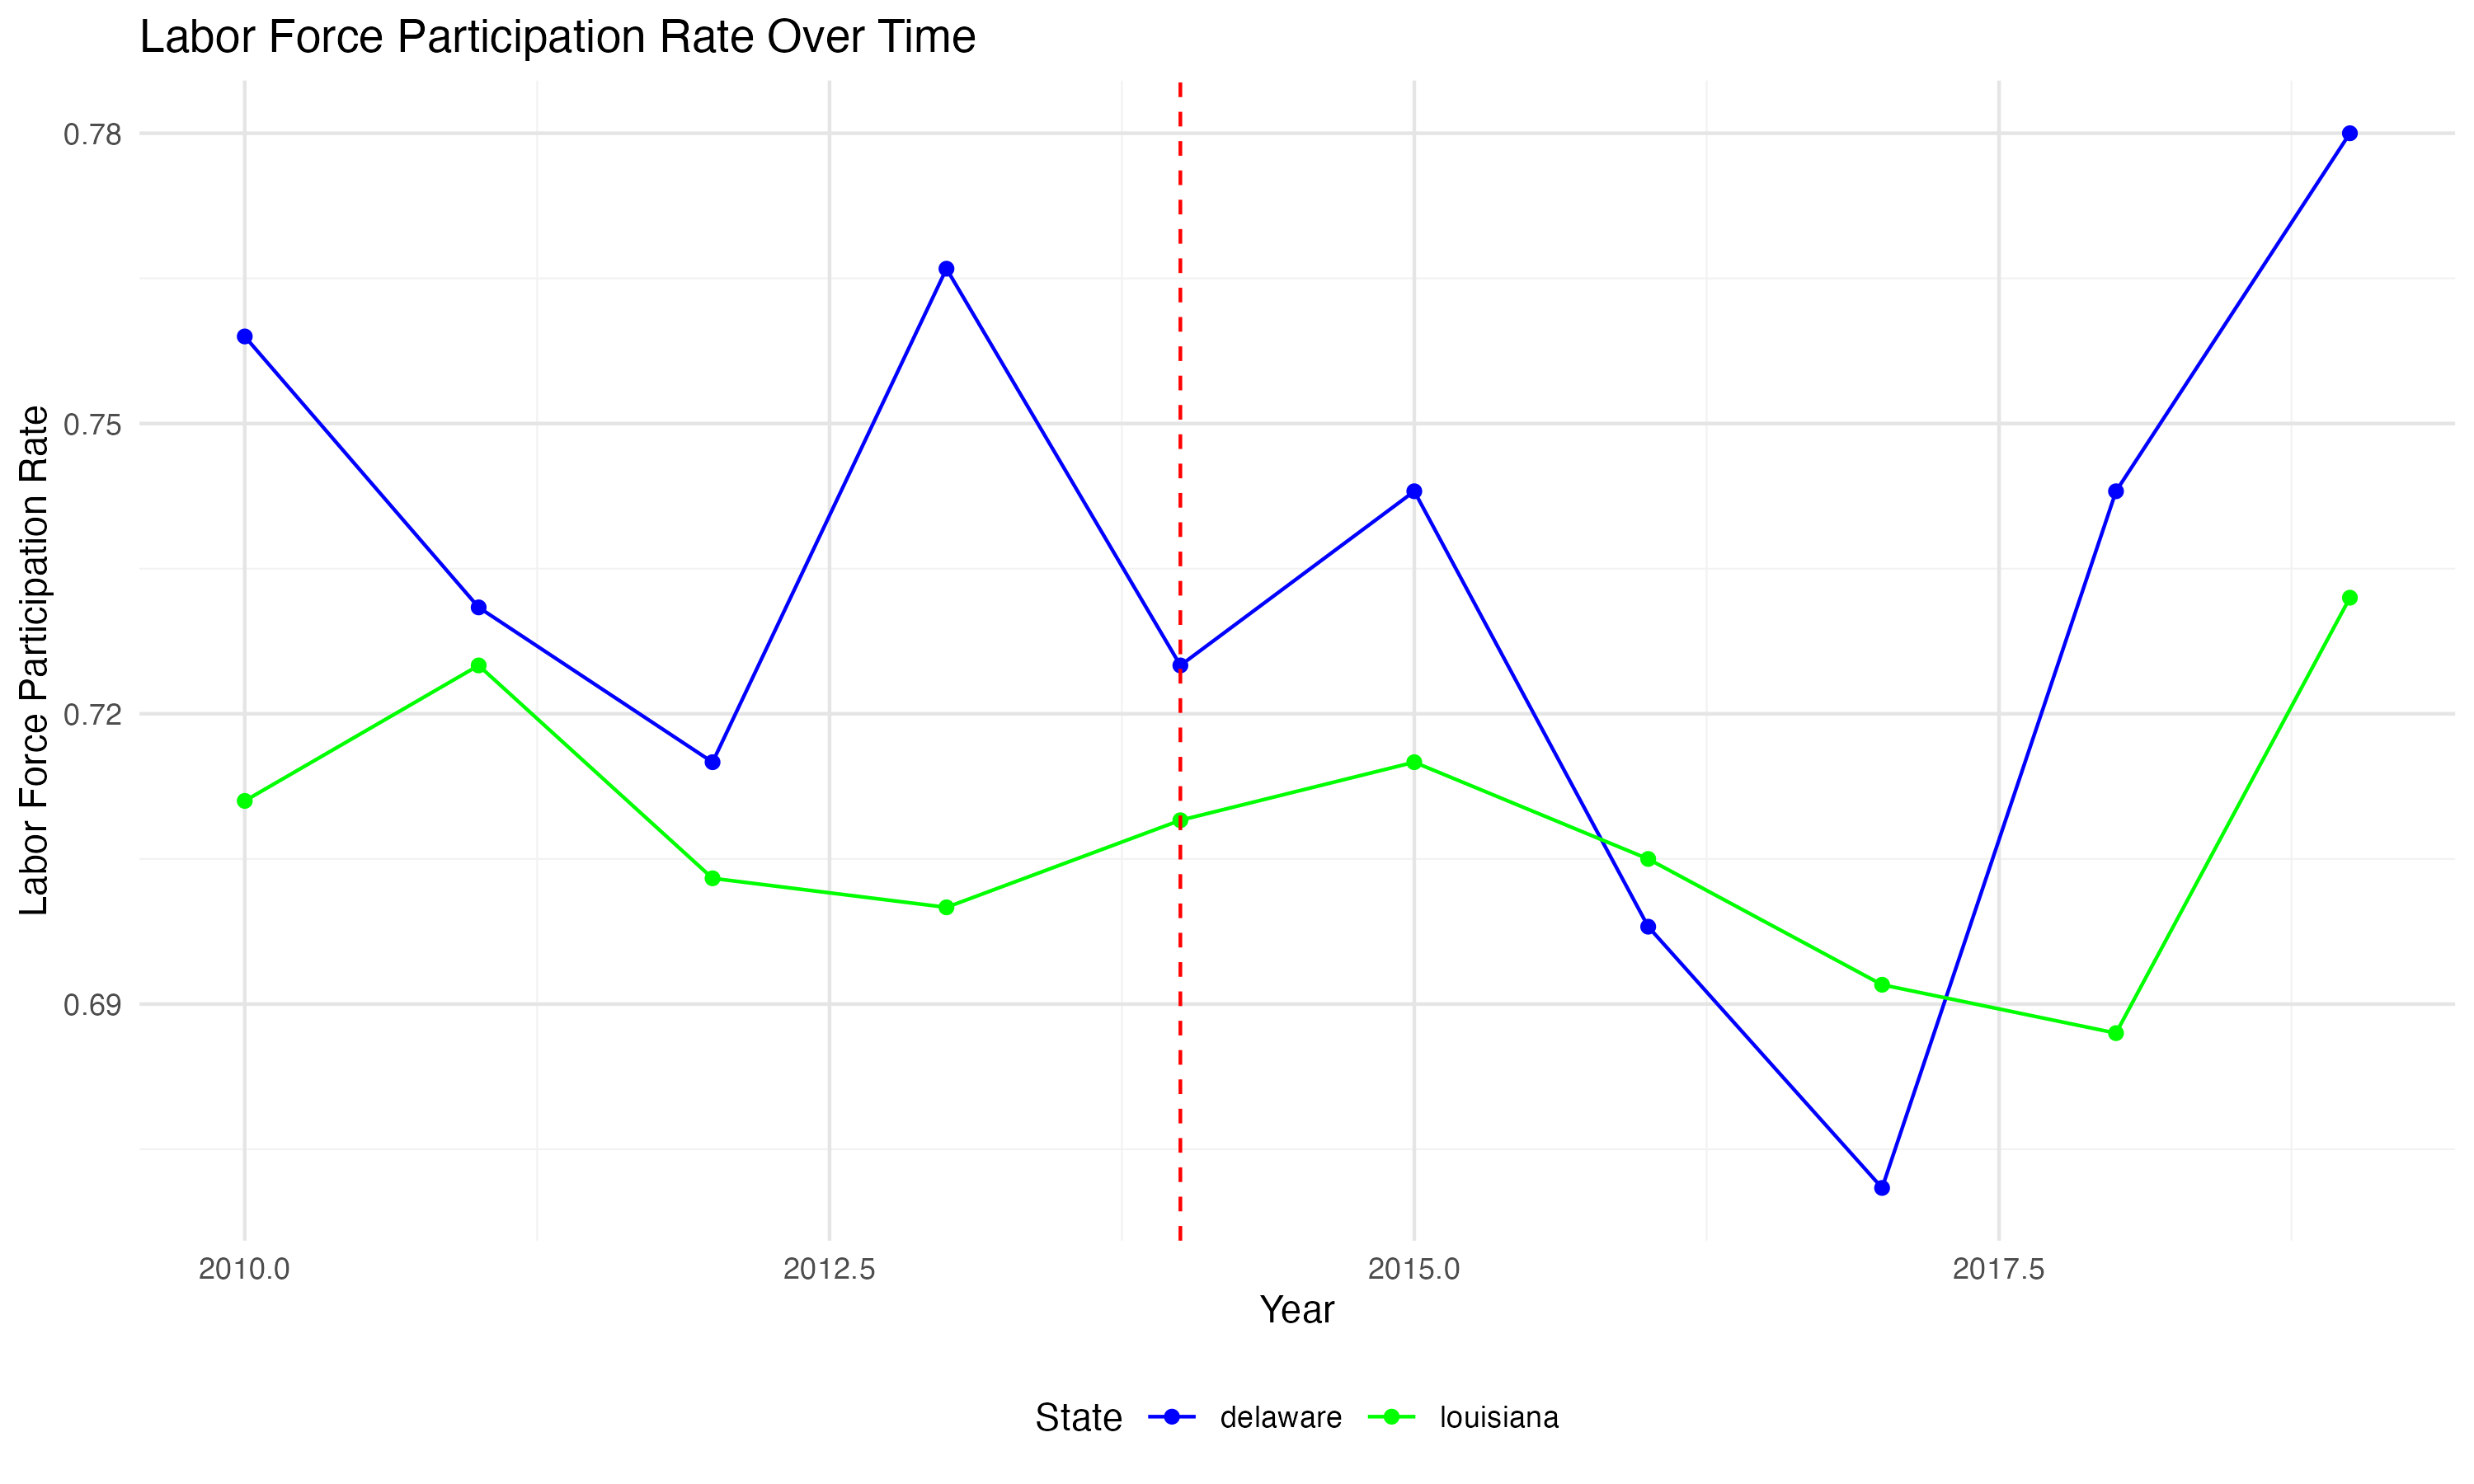 Labor Force Participation Rate Over Time
Labor Force Participation Rate
0.78
0.75
0.72
0.69
2010.0 2012.5 2015.0 2017.5
Year
State delaware louisiana